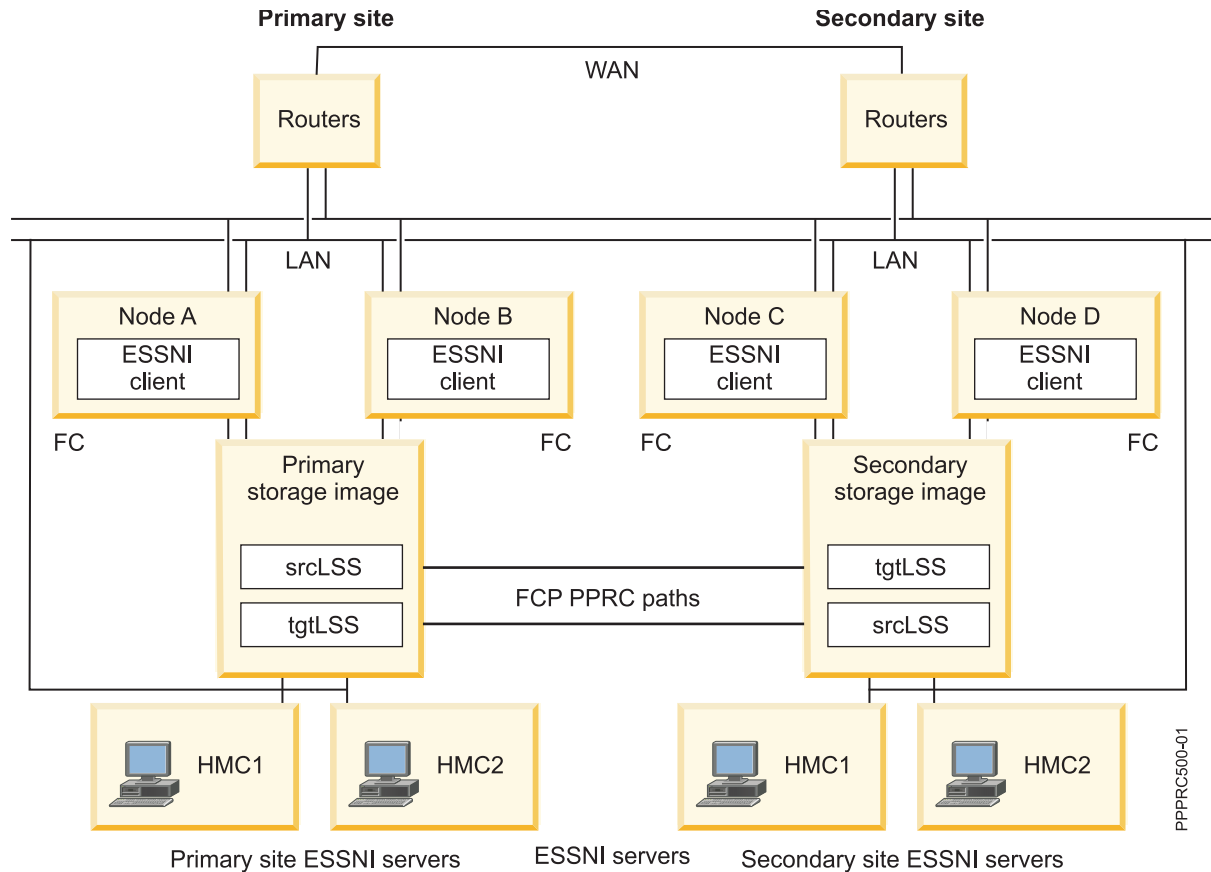 Primary site
Secondary site
WAN
Routers
Routers
LAN
LAN
Node A
ESSNI
client
Node B
ESSNI
client
Node C
ESSNI
client
Node D
ESSNI
client
FC
FC
FC
FC
Primary
storage image
srcLSS
tgtLSS
FCP PPRC paths
Secondary
storage image
tgtLSS
srcLSS
HMC1
HMC2
HMC1
HMC2
PPPRC500-01
Primary site ESSNI servers
ESSNI servers
Secondary site ESSNI servers